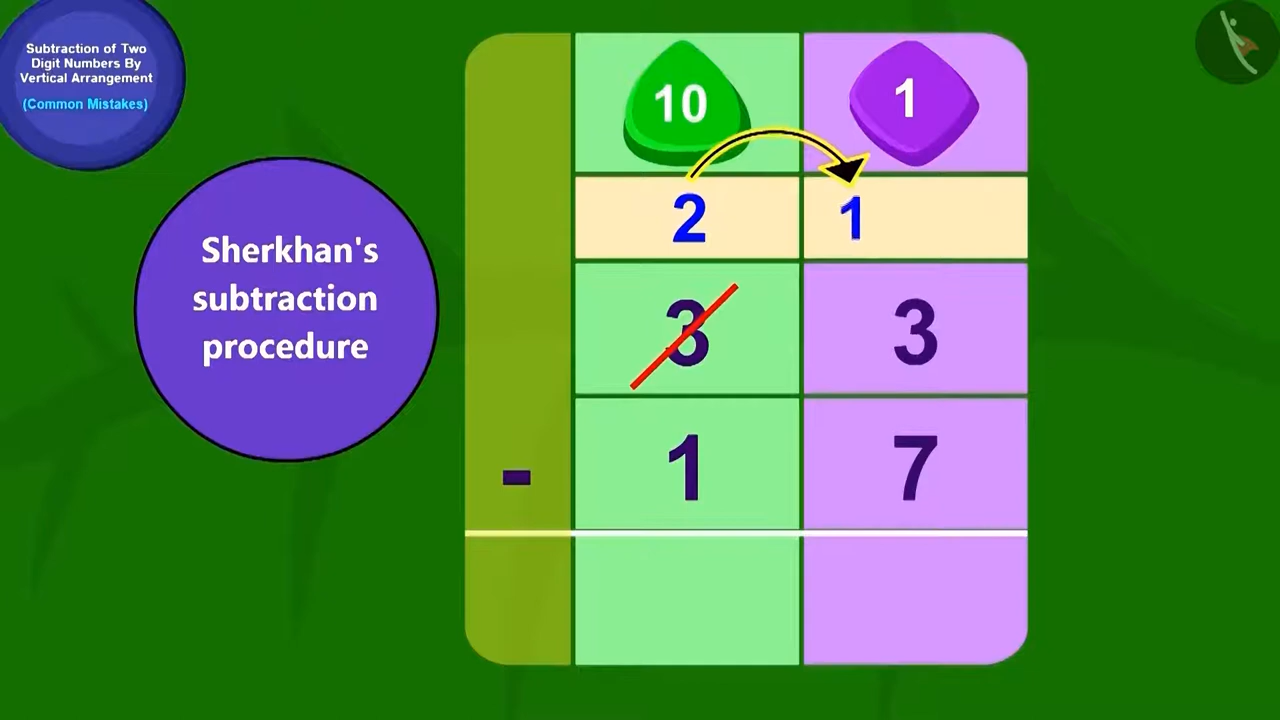 Subtraction of Two
Digit Numbers By
Vertical Arrangement
(Common Mistakes)
Sherkhan's
subtraction
procedure
10 1
2 1
3 3
- 1 7